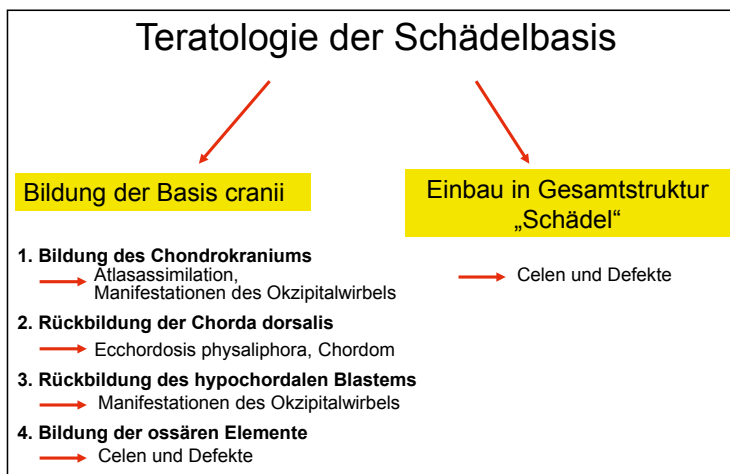 Teratologie der Schädelbasis
Bildung der Basis cranii
1. Bildung des Chondrokraniums
Atlasassimilation,
Manifestationen des Okzipitalwirbels
2. Rückbildung der Chorda dorsalis
Ecchordosis physaliphora, Chordom
3. Rückbildung des hypochordalen Blastems
Manifestationen des Okzipitalwirbels
4. Bildung der ossären Elemente
Celen und Defekte
Einbau in Gesamtstruktur
„Schädel“
Celen und Defekte